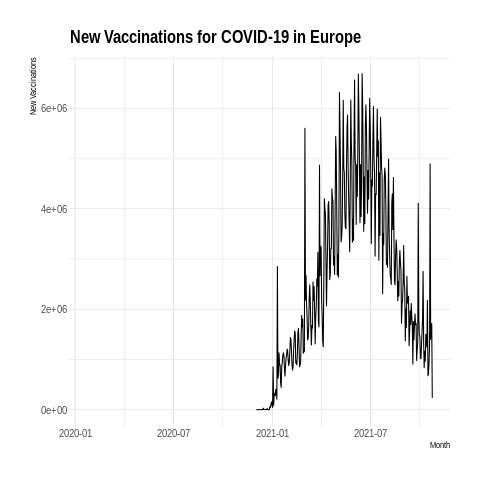 New Vaccinations for COVID-19 in Europe
New Vaccinations
6e+06
4e+06
2e+06
0e+00
2020-01 2020-07 2021-01 2021-07
Month